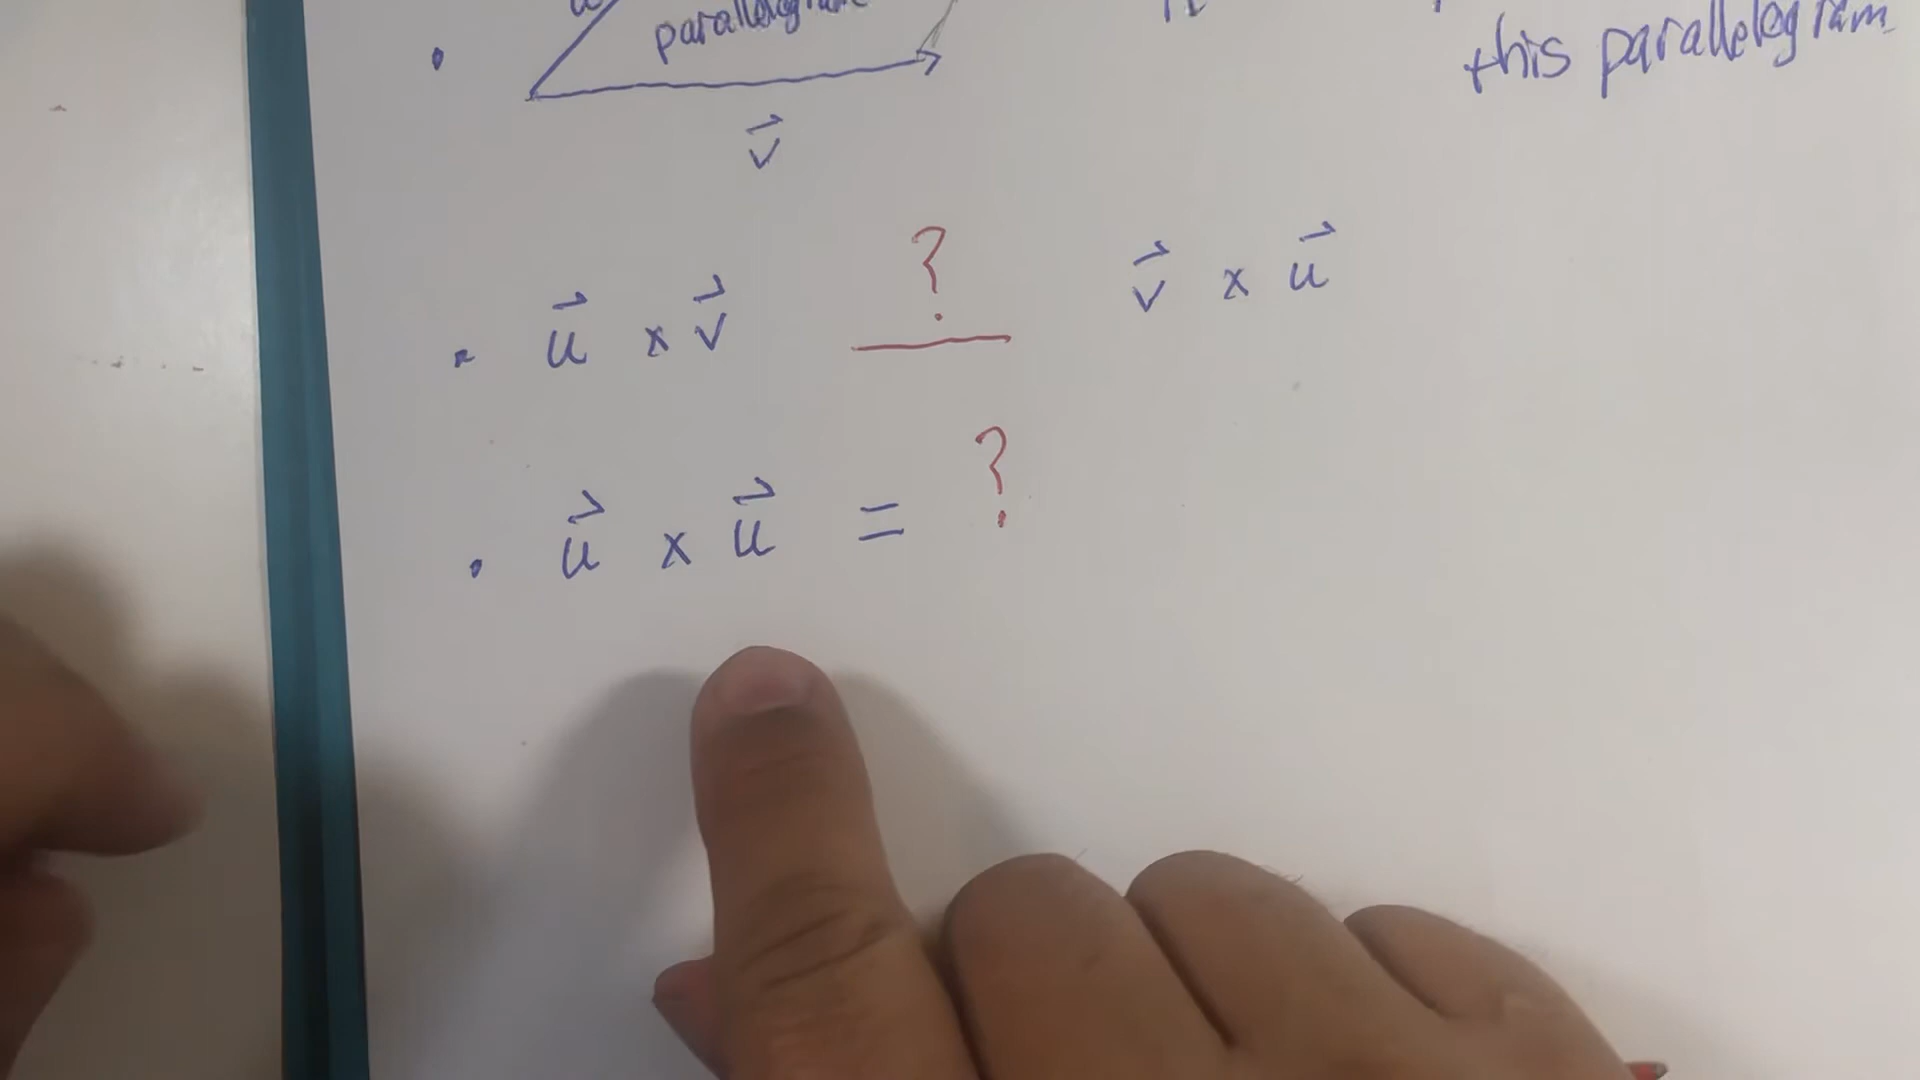 parallelogram
this parallelogram
v⃗
u⃗ x v⃗ ? v⃗ x u⃗
u⃗ x u⃗ = ?